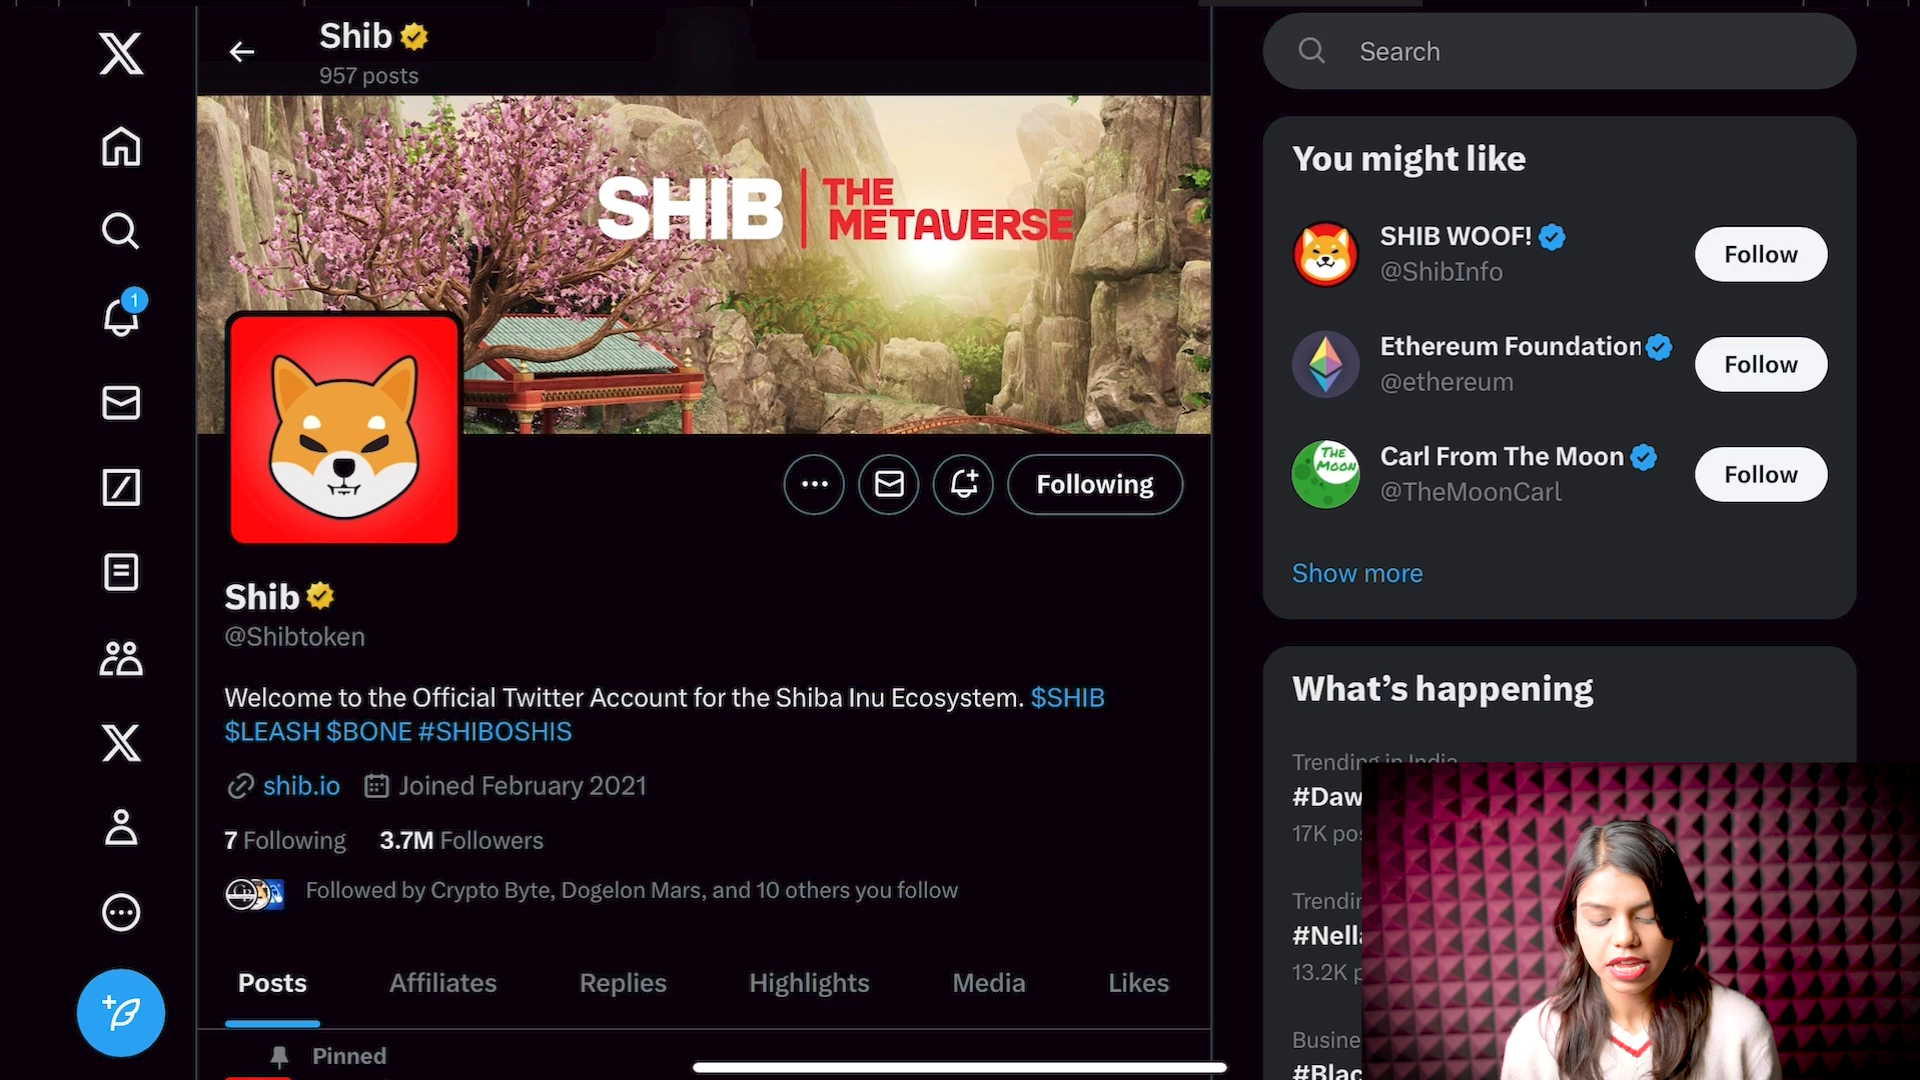 Shib
957 posts
SHIB | THE
METAVERSE
Following
Shib
@Shibtoken
Welcome to the Official Twitter Account for the Shiba Inu Ecosystem. $SHIB
$LEASH $BONE #SHIBOSHIS
shib.io Joined February 2021
7 Following 3.7M Followers
Followed by Crypto Byte, Dogelon Mars, and 10 others you follow
Posts Affiliates Replies Highlights Media Likes
Pinned
1
Search
You might like
SHIB WOOF!
@ShibInfo
Follow
Ethereum Foundation
@ethereum
Follow
THE
MOON
Carl From The Moon
@TheMoonCarl
Follow
Show more
What’s happening
Trending in India
#Daw
17K
#Nell
13.2K